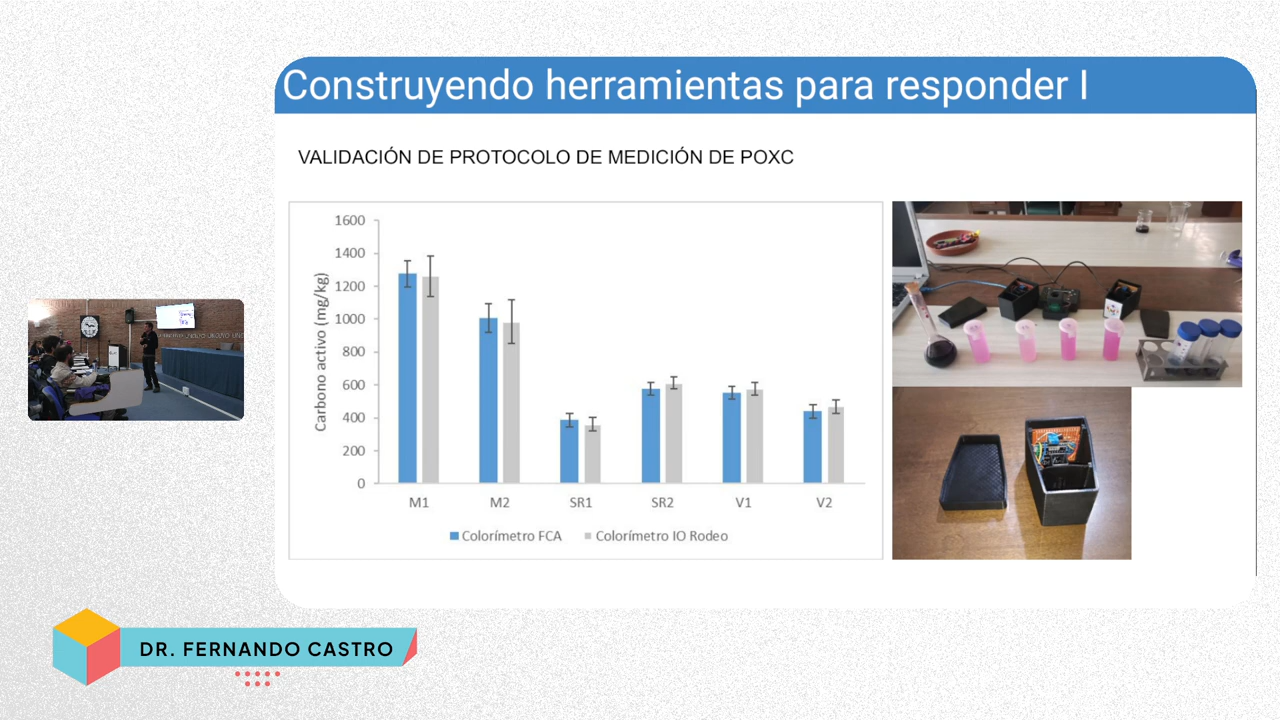 Construyendo herramientas para responder I
VALIDACIÓN DE PROTOCOLO DE MEDICIÓN DE POXC
Carbono activo (mg/kg)
1600
1400
1200
1000
800
600
400
200
0
M1 M2 SR1 SR2 V1 V2
Colorímetro FCA Colorímetro IO Rodeo
DR. FERNANDO CASTRO